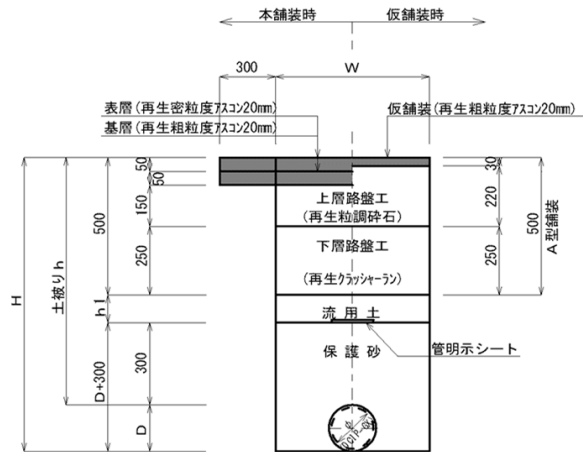 本舗装時 仮舗装時
300 W
表層(再生密粒度アスコン20mm)
仮舗装(再生粗粒度アスコン20mm)
基層(再生粗粒度アスコン20mm)
50
50
150
250
500
h1
300
D+300
D
土被りh
H
30
220
250
500
A型舗装
上層路盤工
(再生粒調砕石)
下層路盤工
(再生クラッシャーラン)
流用土
管明示シート
保護砂
φ